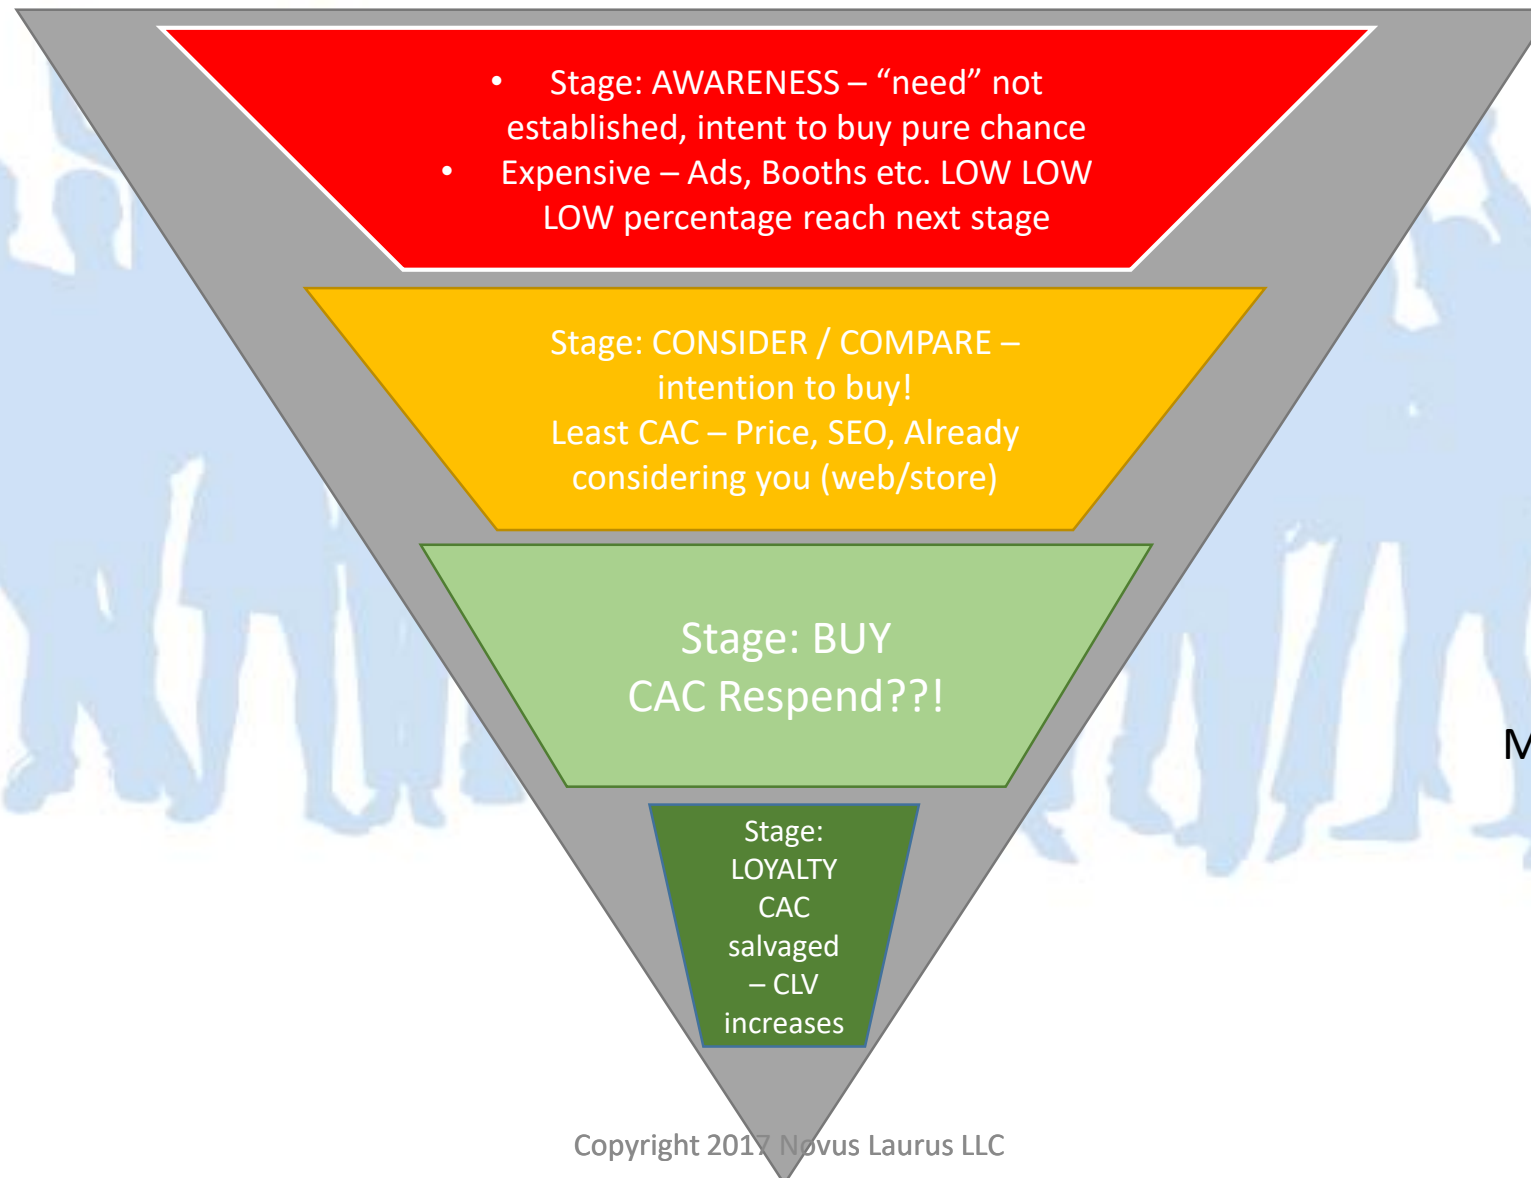 • Stage: AWARENESS – “need” not
established, intent to buy pure chance
• Expensive – Ads, Booths etc. LOW LOW
LOW percentage reach next stage
Stage: CONSIDER / COMPARE –
intention to buy!
Least CAC – Price, SEO, Already
considering you (web/store)
Stage: BUY
CAC Respend??!
M
Stage:
LOYALTY
CAC
salvaged
– CLV
increases
Copyright 2017 Novus Laurus LLC